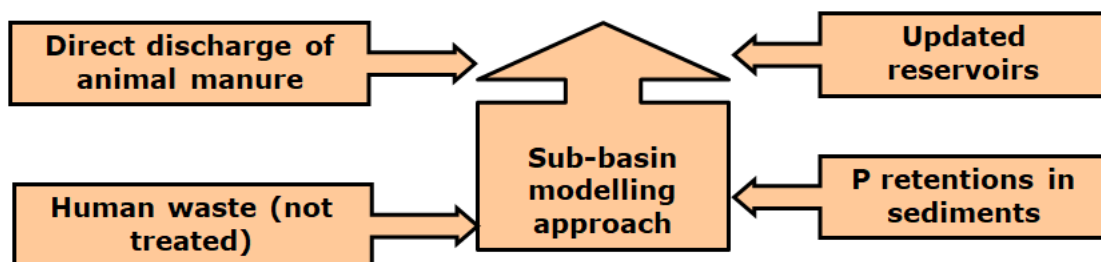 Direct discharge of
animal manure
Updated
reservoirs
Sub-basin
modelling
approach
Human waste (not
treated)
P retentions in
sediments